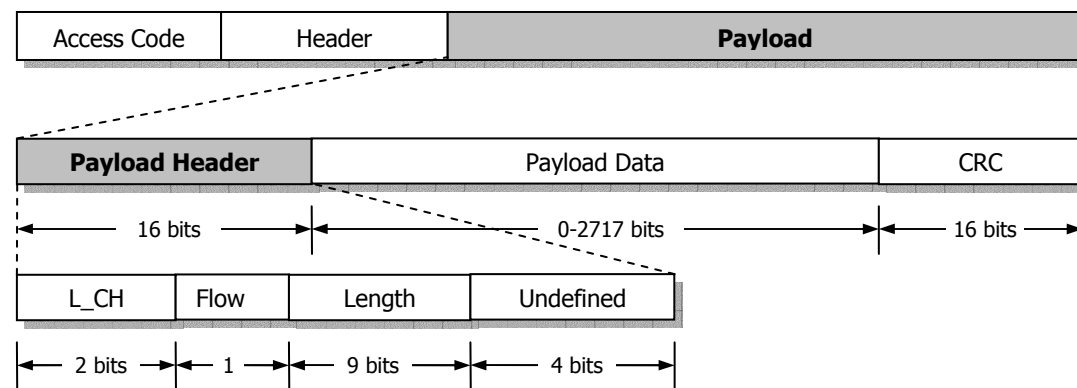 Access Code Header Payload
Payload Header Payload Data CRC
16 bits 0-2717 bits 16 bits
L_CH Flow Length Undefined
2 bits 1 9 bits 4 bits